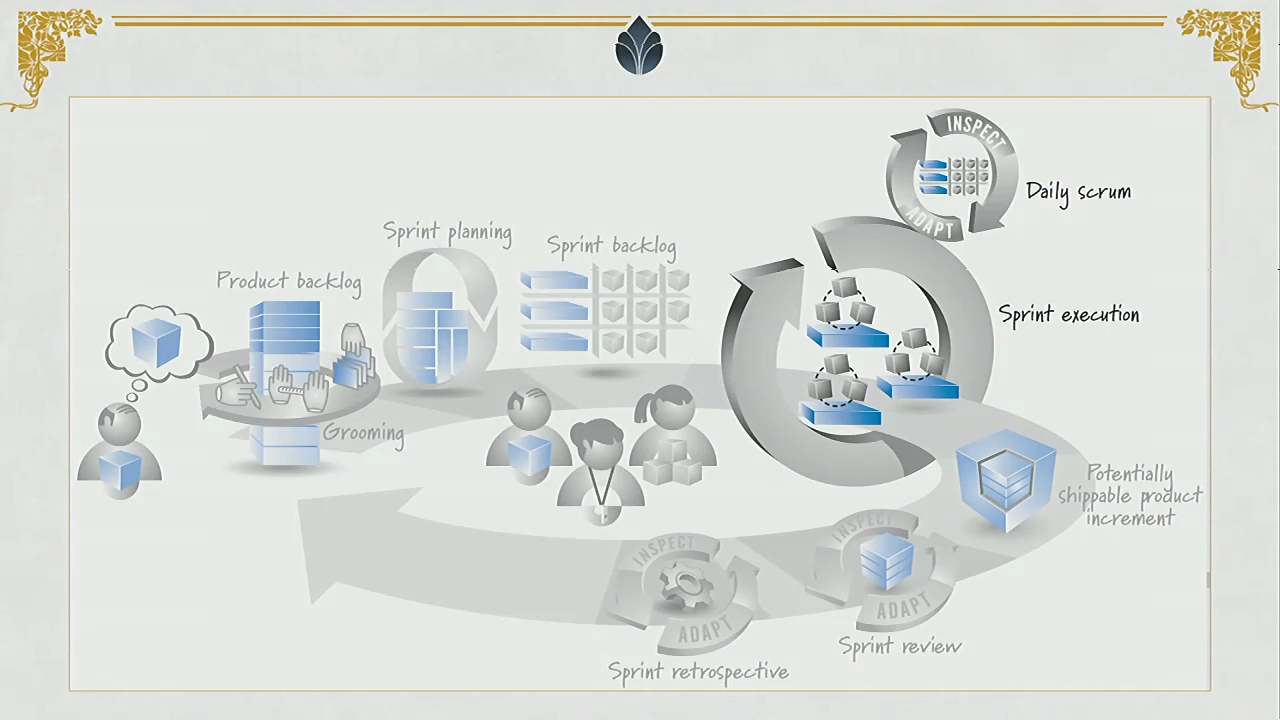 INSPECT
ADAPT
Daily scrum
Sprint planning
Sprint backlog
Product backlog
Sprint execution
Grooming
Potentially
shippable product
increment
INSPECT
ADAPT
Sprint review
INSPECT
ADAPT
Sprint retrospective